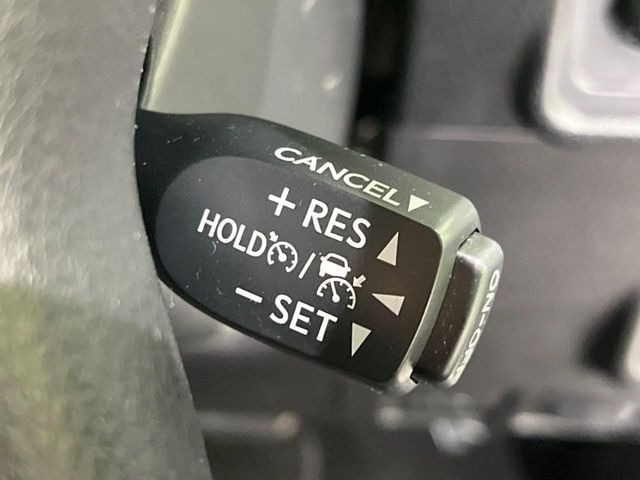 CANCEL▼
+ RES ▲
HOLD /
- SET ▼
ON-OFF